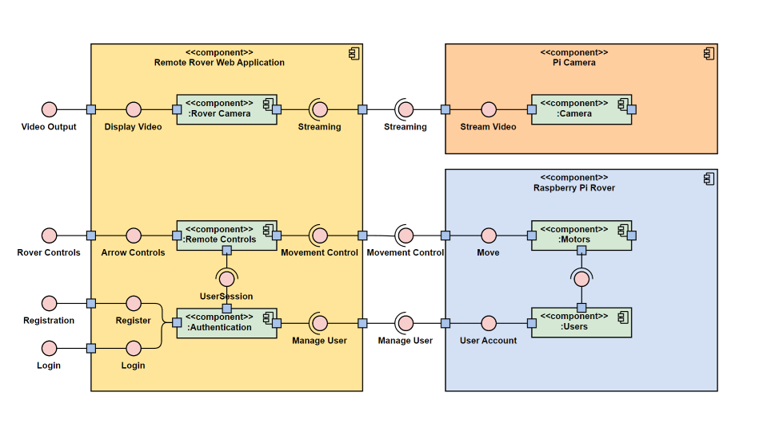 <<component>>
Remote Rover Web Application
<<component>>
Pi Camera
<<component>>
:Rover Camera
<<component>>
:Camera
Video Output
Display Video
Streaming
Streaming
Stream Video
<<component>>
Raspberry Pi Rover
<<component>>
:Remote Controls
<<component>>
:Motors
Rover Controls
Arrow Controls
Movement Control
Movement Control
Move
UserSession
<<component>>
:Authentication
<<component>>
:Users
Registration
Register
Manage User
Manage User
User Account
Login
Login